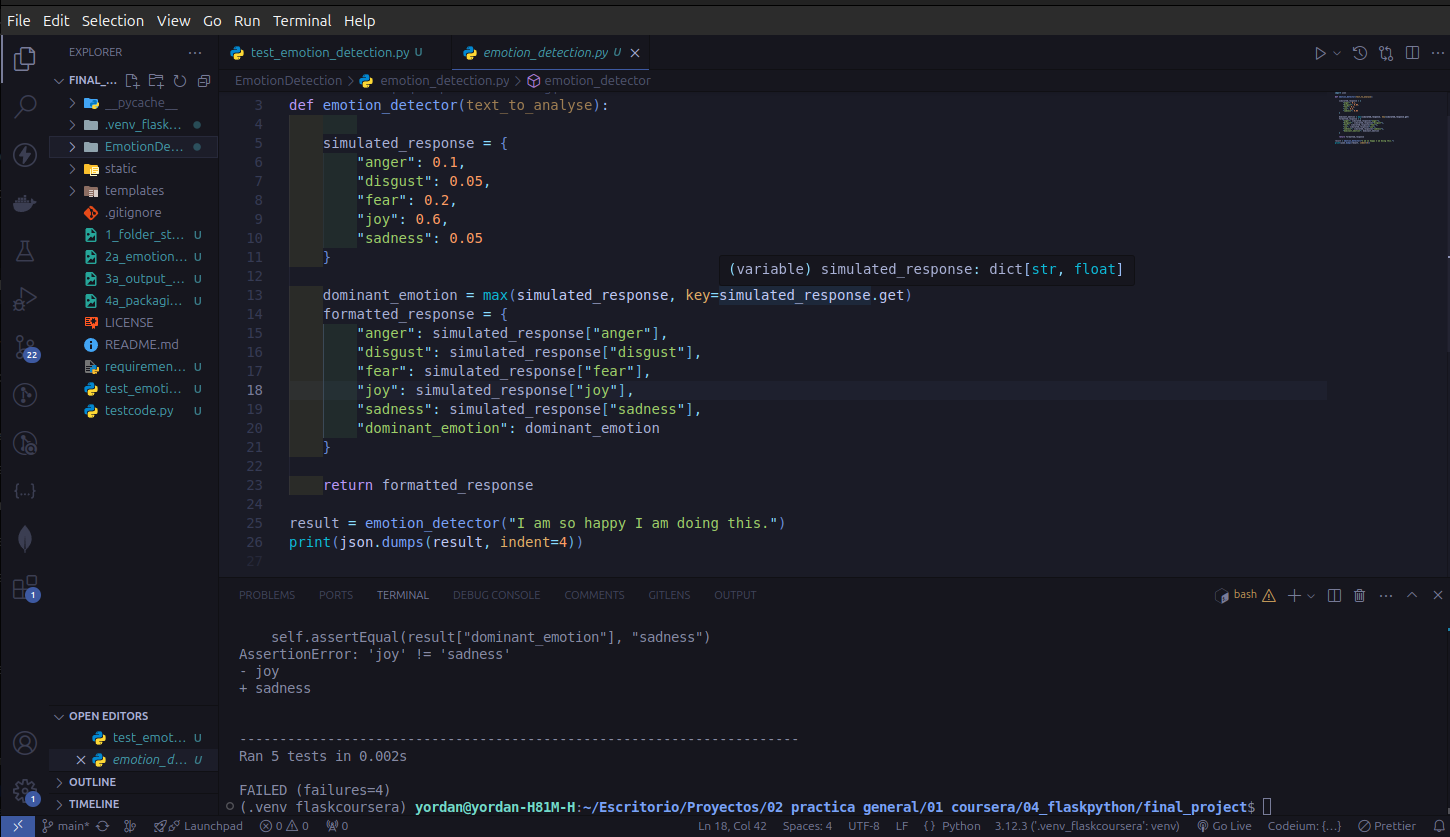 File Edit Selection View Go Run Terminal Help
EXPLORER
FINAL_...
__pycache__
.venv_flask...
EmotionDe...
static
templates
.gitignore
1_folder_st... U
2a_emotion... U
3a_output_... U
4a_packagi... U
LICENSE
README.md
requiremen... U
test_emoti... U
testcode.py U
22
1
OPEN EDITORS
test_emot... U
emotion_d... U
OUTLINE
TIMELINE
1
test_emotion_detection.py U
emotion_detection.py U
EmotionDetection > emotion_detection.py > emotion_detector
3 def emotion_detector(text_to_analyse):
4
5 simulated_response = {
6 "anger": 0.1,
7 "disgust": 0.05,
8 "fear": 0.2,
9 "joy": 0.6,
10 "sadness": 0.05
11 }
12
(variable) simulated_response: dict[str, float]
13 dominant_emotion = max(simulated_response, key=simulated_response.get)
14 formatted_response = {
15 "anger": simulated_response["anger"],
16 "disgust": simulated_response["disgust"],
17 "fear": simulated_response["fear"],
18 "joy": simulated_response["joy"],
19 "sadness": simulated_response["sadness"],
20 "dominant_emotion": dominant_emotion
21 }
22
23 return formatted_response
24
25 result = emotion_detector("I am so happy I am doing this.")
26 print(json.dumps(result, indent=4))
27
PROBLEMS PORTS TERMINAL DEBUG CONSOLE COMMENTS GITLENS OUTPUT
bash
self.assertEqual(result["dominant_emotion"], "sadness")
AssertionError: 'joy' != 'sadness'
- joy
+ sadness
----------------------------------------------------------------------
Ran 5 tests in 0.002s
FAILED (failures=4)
(.venv_flaskcoursera) yordan@yordan-H81M-H:~/Escritorio/Proyectos/02_practica_general/01_coursera/04_flaskpython/final_project$
main* Launchpad 0 0 0 Ln 18, Col 42 Spaces: 4 UTF-8 LF {} Python 3.12.3 ('.venv_flaskcoursera': venv) Go Live Codeium: {...} Prettier